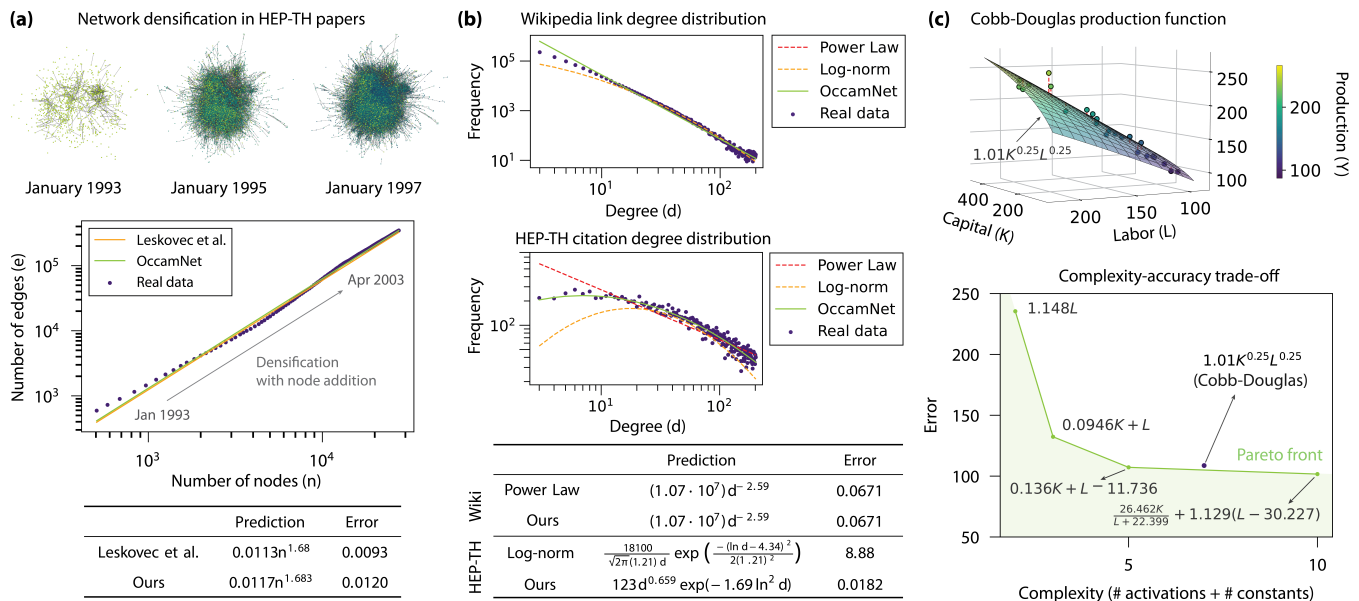 (a)
Network densification in HEP-TH papers
January 1993
January 1995
January 1997
Number of edges (e)
10^5
10^4
10^3
Leskovec et al.
OccamNet
Real data
Apr 2003
Densification
with node addition
Jan 1993
10^3
10^4
Number of nodes (n)
Prediction Error
Leskovec et al. 0.0113n^1.68 0.0093
Ours 0.0117n^1.683 0.0120
(b)
Wikipedia link degree distribution
Frequency
10^5
10^3
10^1
10^1
10^2
Degree (d)
Power Law
Log-norm
OccamNet
Real data
HEP-TH citation degree distribution
Frequency
10^2
10^1
10^2
Degree (d)
Power Law
Log-norm
OccamNet
Real data
Prediction Error
Wiki
Power Law (1.07 · 10^7) d^−2.59 0.0671
Ours (1.07 · 10^7) d^−2.59 0.0671
HEP-TH
Log-norm 18100/(√2π(1.21) d) exp (−(ln d−4.34)^2/2(1.21)^2) 8.88
Ours 123d^0.659 exp(−1.69 ln^2 d) 0.0182
(c)
Cobb-Douglas production function
1.01K^0.25L^0.25
250
200
150
100
400
200
Capital (K)
200
150
100
Labor (L)
200
100
Production (Y)
Complexity-accuracy trade-off
Error
250
200
150
100
50
1.148L
0.0946K + L
0.136K + L − 11.736
1.01K^0.25L^0.25
(Cobb-Douglas)
Pareto front
26.462K/(L + 22.399) + 1.129(L − 30.227)
5
10
Complexity (# activations + # constants)